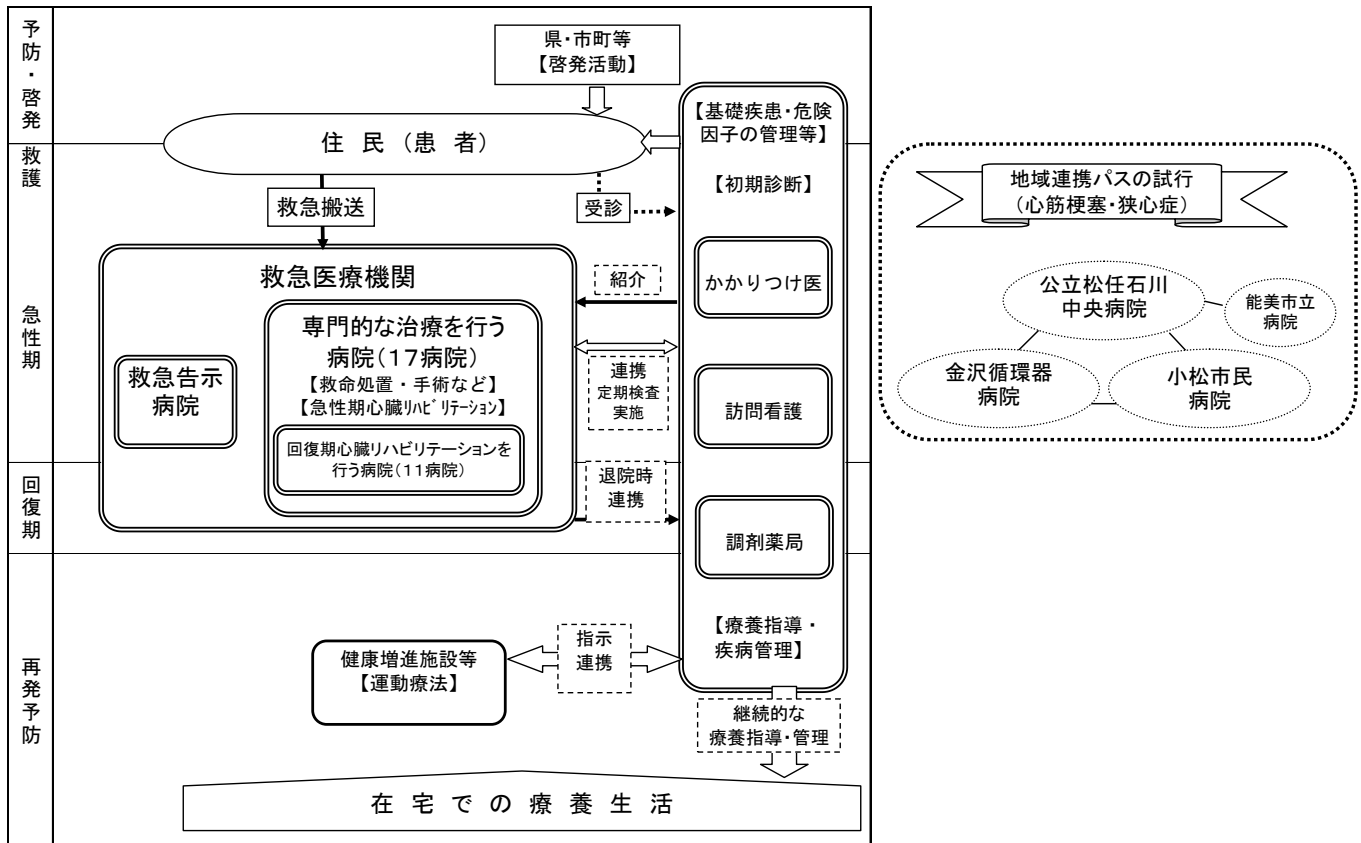 予防・啓発
県・市町等
【啓発活動】
住 民 （患 者）
【基礎疾患・危険
因子の管理等】
【初期診断】
救護
救急搬送
受診
急性期
救急医療機関
救急告示
病院
専門的な治療を行う
病院（17病院）
【救命処置・手術など】
【急性期心臓ﾘﾊﾋﾞﾘﾃｰｼｮﾝ】
回復期心臓リハビリテーションを
行う病院（11病院）
紹介
連携
定期検査
実施
かかりつけ医
訪問看護
回復期
退院時
連携
調剤薬局
再発予防
健康増進施設等
【運動療法】
指示
連携
【療養指導・
疾病管理】
継続的な
療養指導・管理
在 宅 で の 療 養 生 活
地域連携パスの試行
（心筋梗塞・狭心症）
公立松任石川
中央病院
能美市立
病院
金沢循環器
病院
小松市民
病院